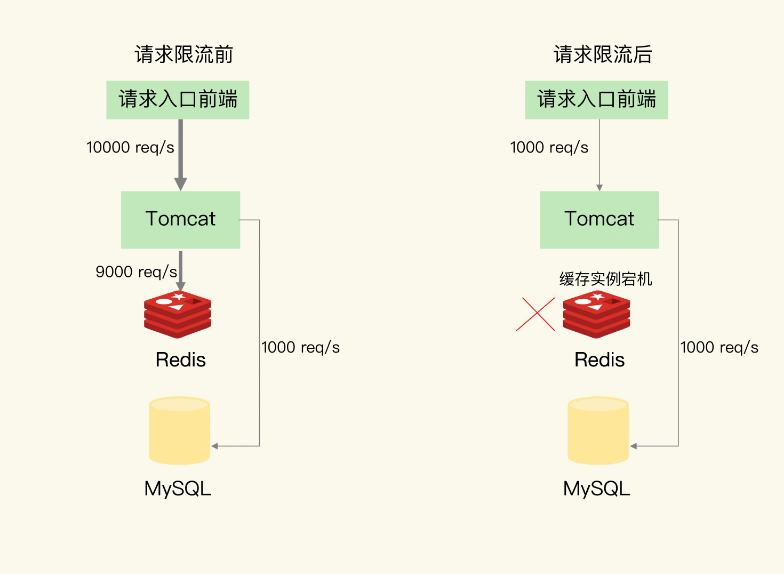 请求限流前
请求入口前端
10000 req/s
Tomcat
9000 req/s
Redis
1000 req/s
MySQL
请求限流后
请求入口前端
1000 req/s
Tomcat
缓存实例宕机
Redis
1000 req/s
MySQL